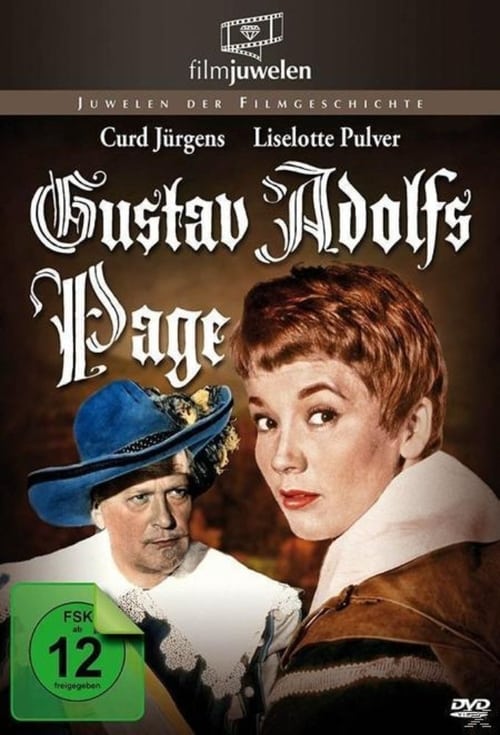 filmjuwelen
JUWELEN DER FILMGESCHICHTE
Curd Jürgens Liselotte Pulver
Gustav Adolfs
Page
FSK
ab
12
freigegeben
DVD